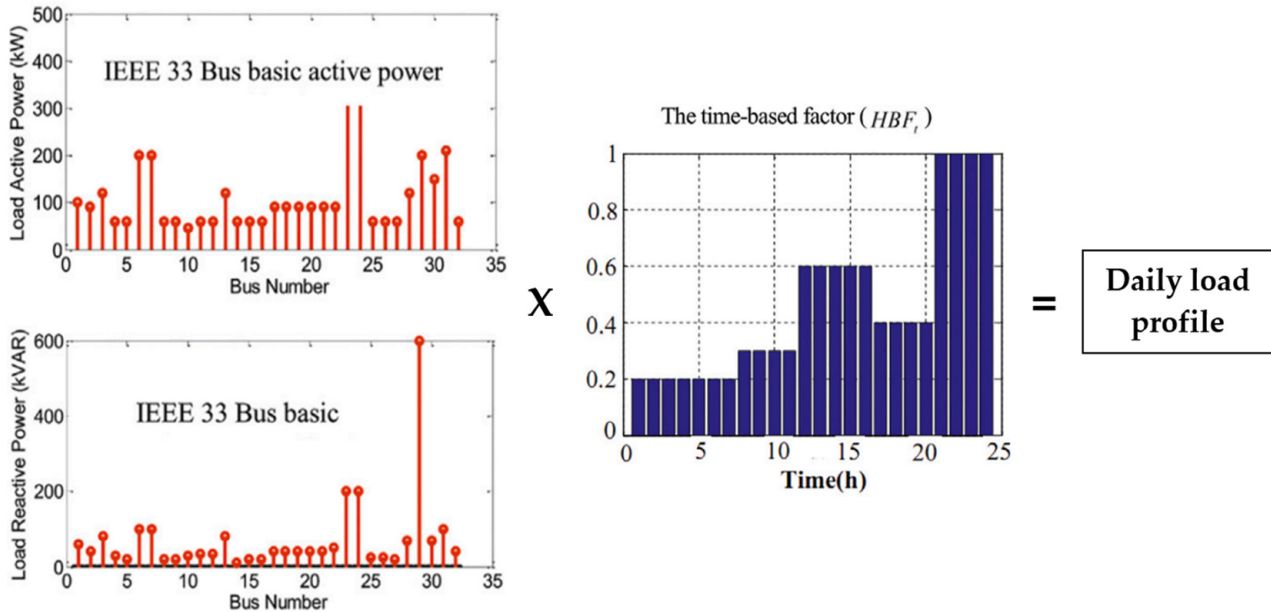 500
400
300
200
100
0
IEEE 33 Bus basic active power
Load Active Power (kW)
0 5 10 15 20 25 30 35
Bus Number
600
400
200
0
IEEE 33 Bus basic
Load Reactive Power (kVAR)
0 5 10 15 20 25 30 35
Bus Number
X
The time-based factor (HBFₜ)
1
0.8
0.6
0.4
0.2
0
0 5 10 15 20 25
Time(h)
=
Daily load
profile